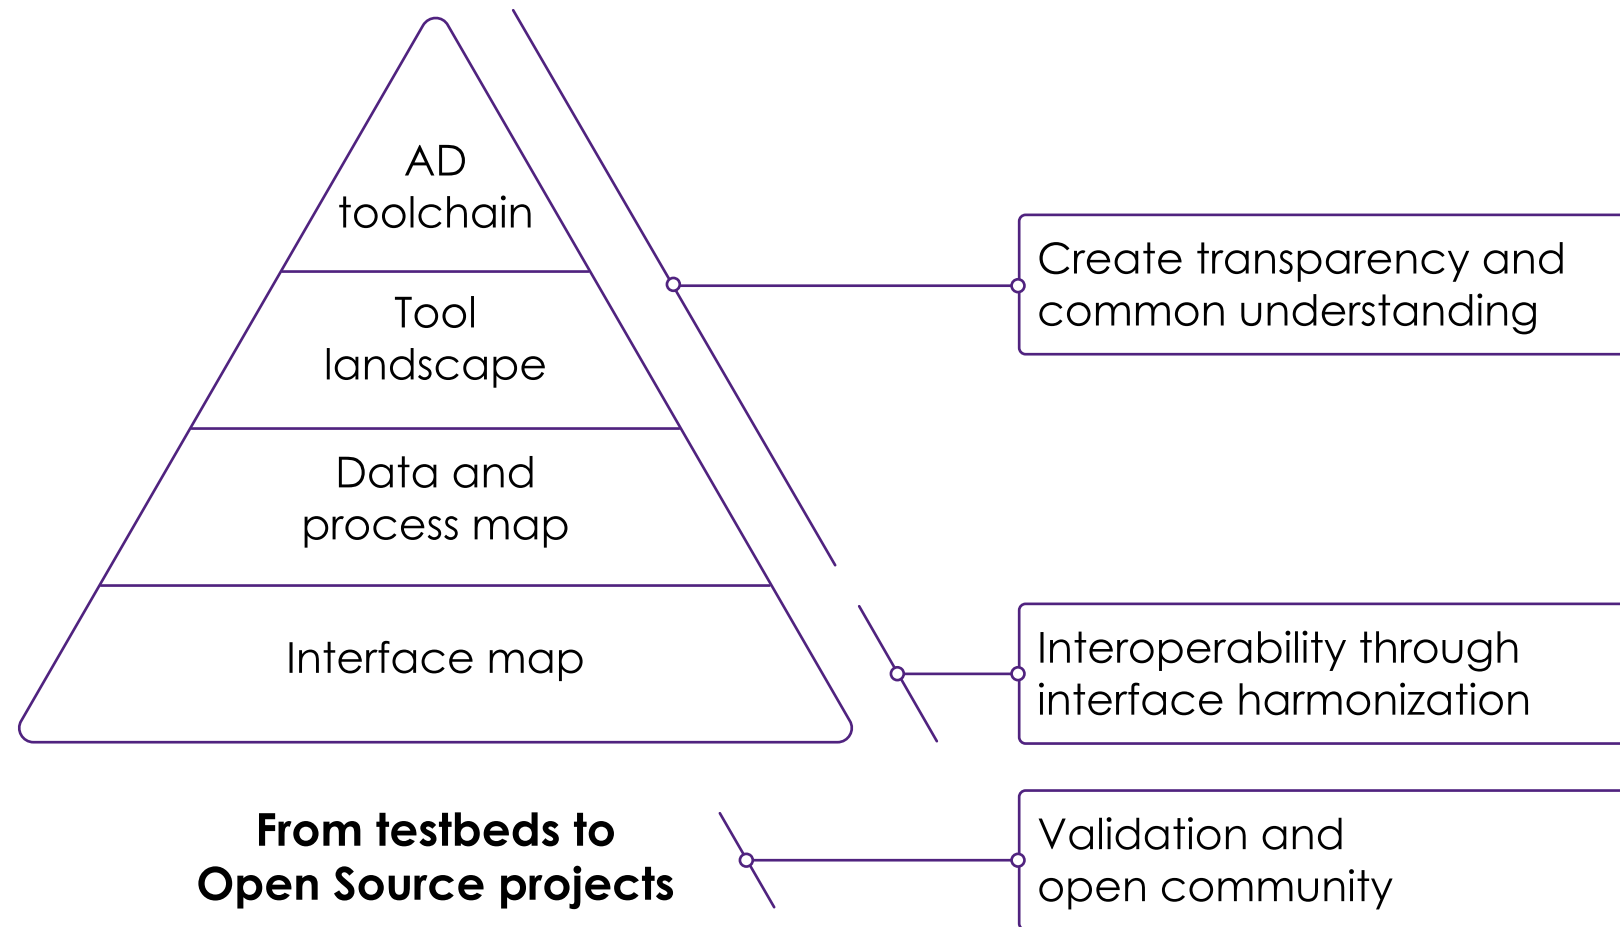 AD
toolchain
Tool
landscape
Data and
process map
Interface map
From testbeds to
Open Source projects
Create transparency and
common understanding
Interoperability through
interface harmonization
Validation and
open community